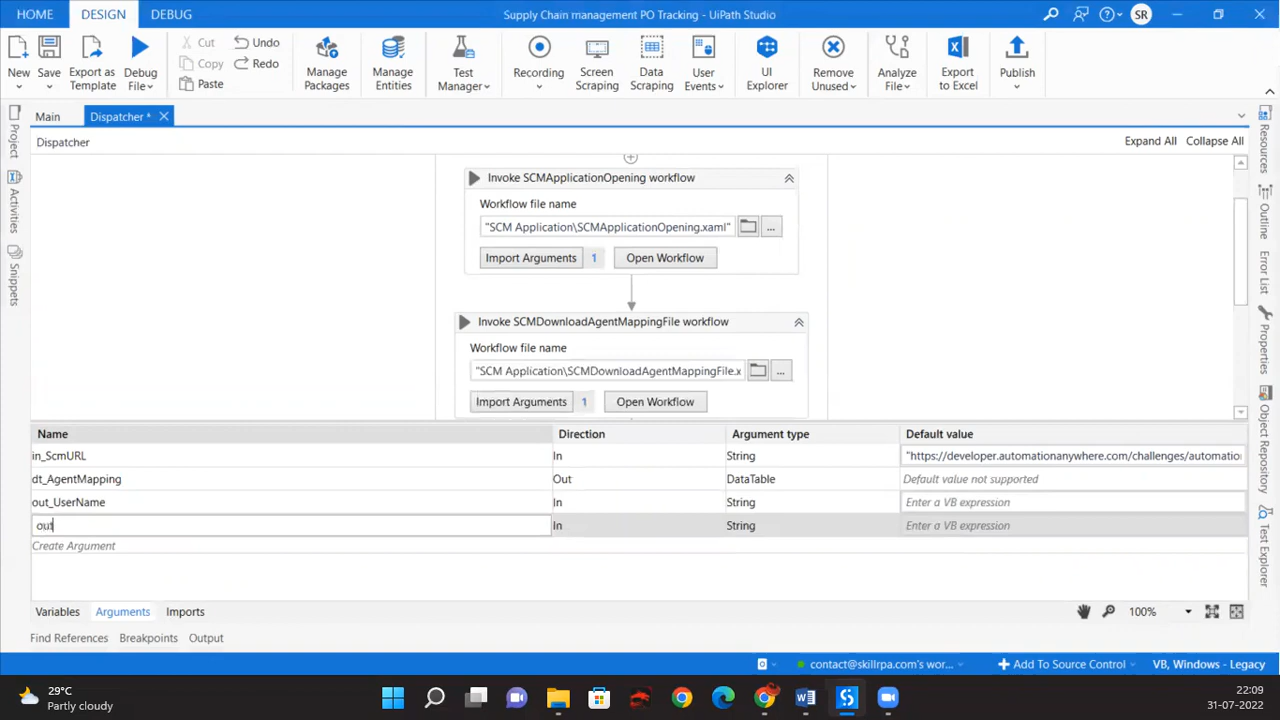 HOME DESIGN DEBUG Supply Chain management PO Tracking - UiPath Studio SR
New Save Export as Template Debug File Cut Copy Paste Undo Redo Manage Packages Manage Entities Test Manager Recording Screen Scraping Data Scraping User Events UI Explorer Remove Unused Analyze File Export to Excel Publish
Main Dispatcher *
Dispatcher Expand All Collapse All
Project
Activities
Snippets
Invoke SCMApplicationOpening workflow
Workflow file name
"SCM Application\SCMApplicationOpening.xaml" ...
Import Arguments 1 Open Workflow
Invoke SCMDownloadAgentMappingFile workflow
Workflow file name
"SCM Application\SCMDownloadAgentMappingFile.x ...
Import Arguments 1 Open Workflow
Resources
Outline
Error List
Properties
Object Repository
Test Explorer
Name Direction Argument type Default value
in_ScmURL In String "https://developer.automationanywhere.com/challenges/automatio
dt_AgentMapping Out DataTable Default value not supported
out_UserName In String Enter a VB expression
out In String Enter a VB expression
Create Argument
Variables Arguments Imports 100%
Find References Breakpoints Output
contact@skillrpa.com's wor... Add To Source Control VB, Windows - Legacy
29°C
Partly cloudy
22:09
31-07-2022